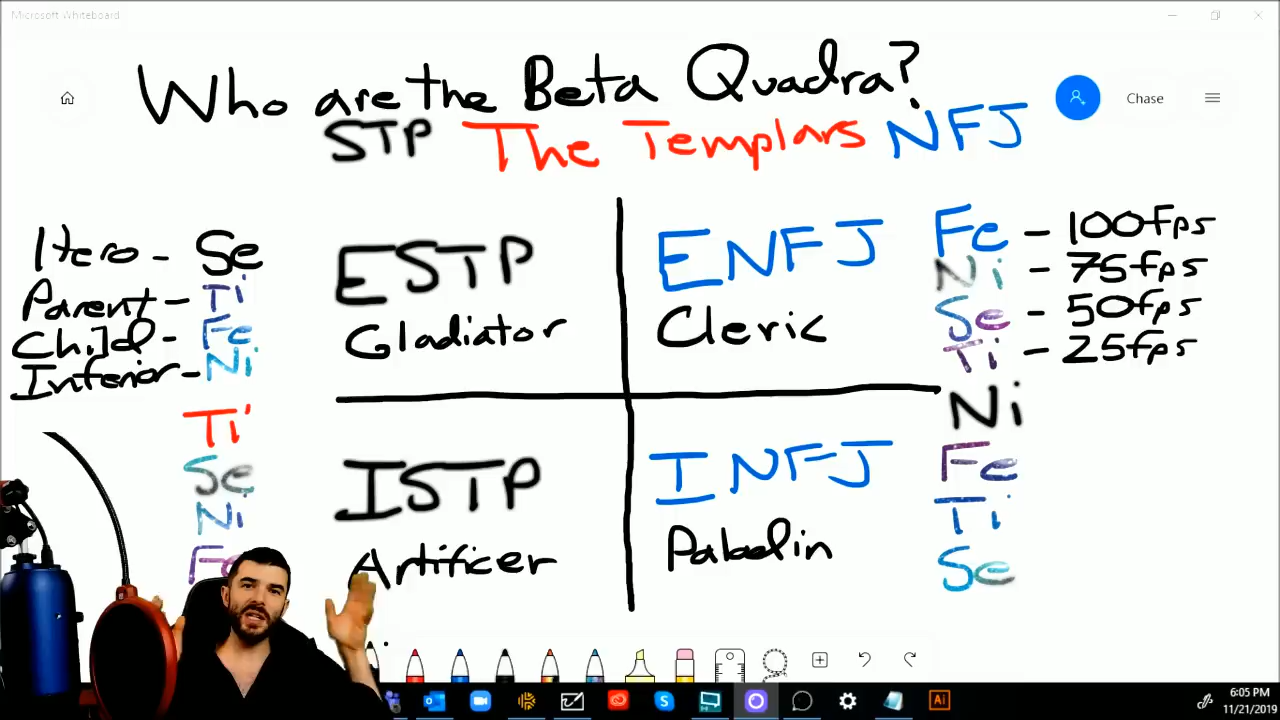 Microsoft Whiteboard
Who are the Beta Quadra?
Chase
STP The Templars NFJ
Hero - Se
Parent - Ti
Child - Fe
Inferior - Ni
ESTP
Gladiator
ENFJ
Cleric
Fe - 100fps
Ni - 75fps
Se - 50fps
Ti - 25fps
Ti
Se
Ni
Fe
ISTP
Artificer
INFJ
Paladin
Ni
Fe
Ti
Se
6:05 PM
11/21/2019